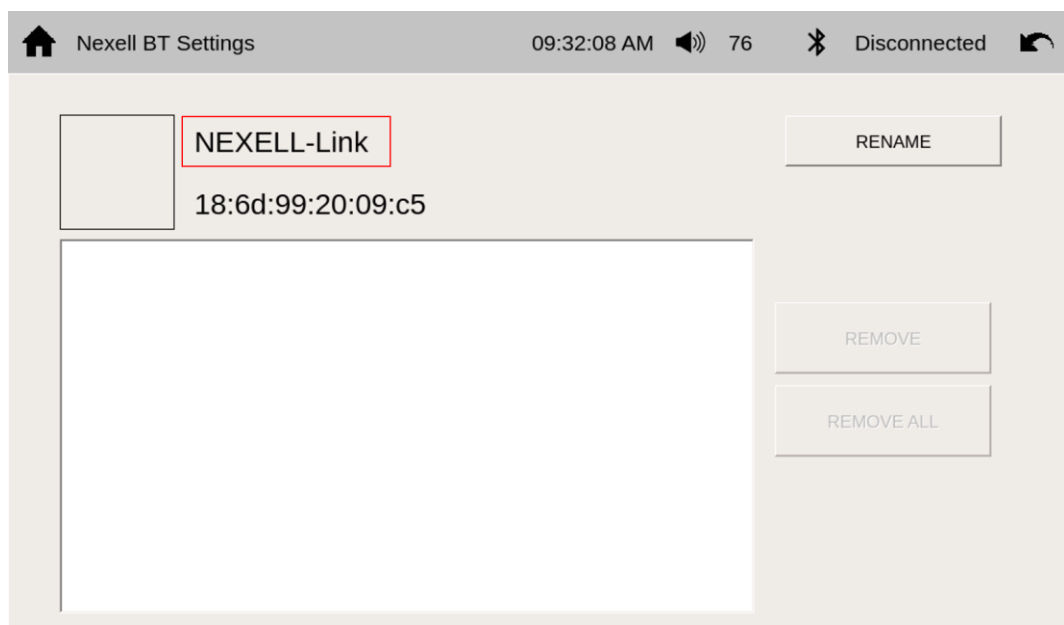 Nexell BT Settings 09:32:08 AM 76 Disconnected
NEXELL-Link RENAME
18:6d:99:20:09:c5
REMOVE
REMOVE ALL